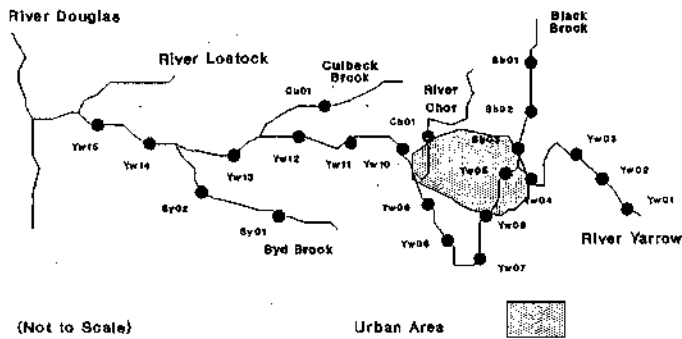 River Douglas
River Lostock
Culbeck
Brook
Black
Brook
River
Chor
Cu01
Ch01
Bb01
Bb02
Bb03
Yw15
Yw14
Yw13
Yw12
Yw11
Yw10
Yw09
Yw08
Yw07
Yw06
Yw05
Yw04
Yw03
Yw02
Yw01
Sy02
Sy01
Syd Brook
River Yarrow
(Not to Scale)
Urban Area